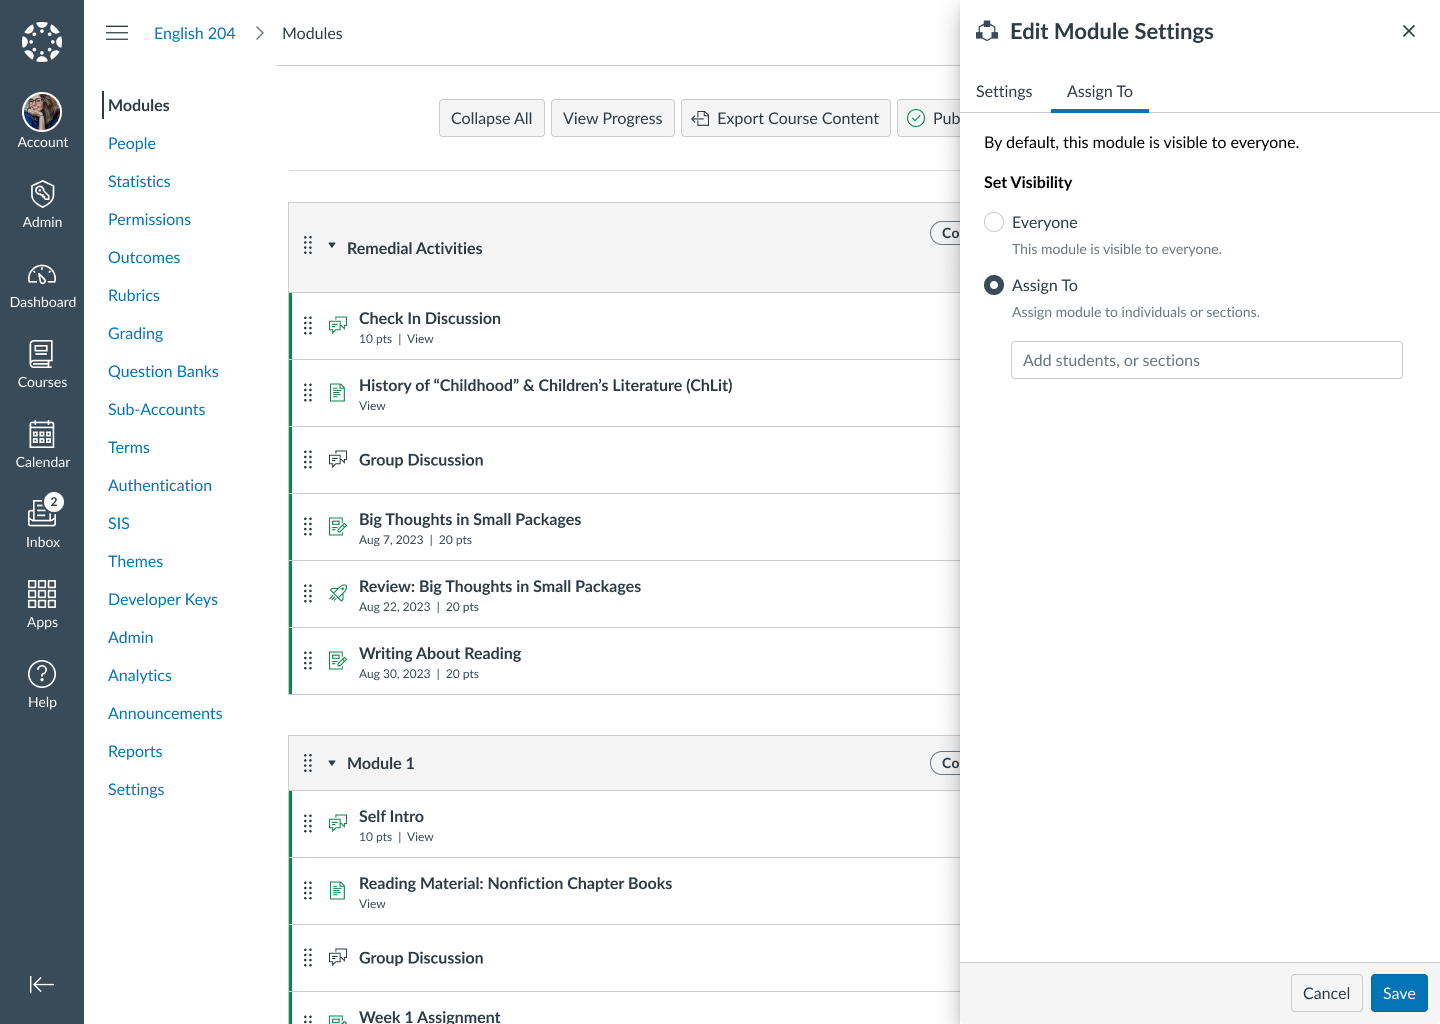 Account
Admin
Dashboard
Courses
Calendar
2
Inbox
Apps
Help
English 204
Modules
Modules
People
Statistics
Permissions
Outcomes
Rubrics
Grading
Question Banks
Sub-Accounts
Terms
Authentication
SIS
Themes
Developer Keys
Admin
Analytics
Announcements
Reports
Settings
Collapse All
View Progress
Export Course Content
Pub
Remedial Activities
Co
Check In Discussion
10 pts | View
History of “Childhood” & Children’s Literature (ChLit)
View
Group Discussion
Big Thoughts in Small Packages
Aug 7, 2023 | 20 pts
Review: Big Thoughts in Small Packages
Aug 22, 2023 | 20 pts
Writing About Reading
Aug 30, 2023 | 20 pts
Module 1
Co
Self Intro
10 pts | View
Reading Material: Nonfiction Chapter Books
View
Group Discussion
Week 1 Assignment
Edit Module Settings
Settings
Assign To
By default, this module is visible to everyone.
Set Visibility
Everyone
This module is visible to everyone.
Assign To
Assign module to individuals or sections.
Add students, or sections
Cancel
Save